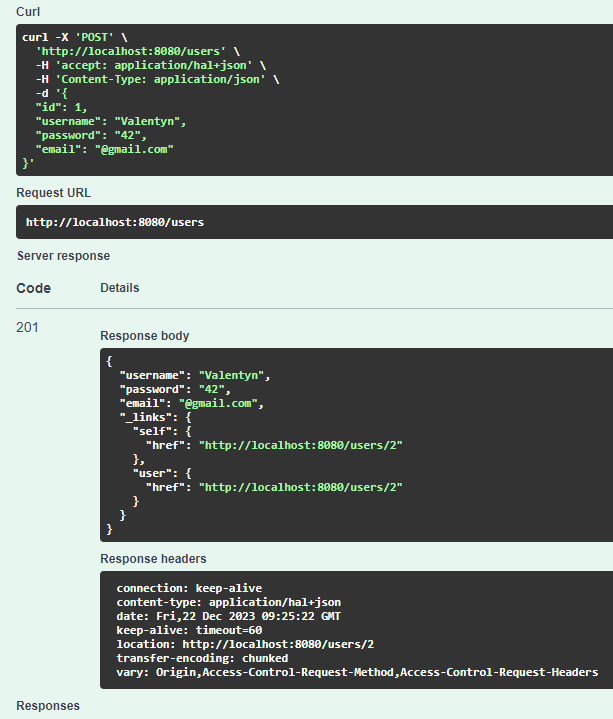 Curl
curl -X 'POST' \
  'http://localhost:8080/users' \
  -H 'accept: application/hal+json' \
  -H 'Content-Type: application/json' \
  -d '{
  "id": 1,
  "username": "Valentyn",
  "password": "42",
  "email": "@gmail.com"
}'
Request URL
http://localhost:8080/users
Server response
Code Details
201
Response body
{
  "username": "Valentyn",
  "password": "42",
  "email": "@gmail.com",
  "_links": {
    "self": {
      "href": "http://localhost:8080/users/2"
    },
    "user": {
      "href": "http://localhost:8080/users/2"
    }
  }
}
Response headers
connection: keep-alive
content-type: application/hal+json
date: Fri,22 Dec 2023 09:25:22 GMT
keep-alive: timeout=60
location: http://localhost:8080/users/2
transfer-encoding: chunked
vary: Origin,Access-Control-Request-Method,Access-Control-Request-Headers
Responses